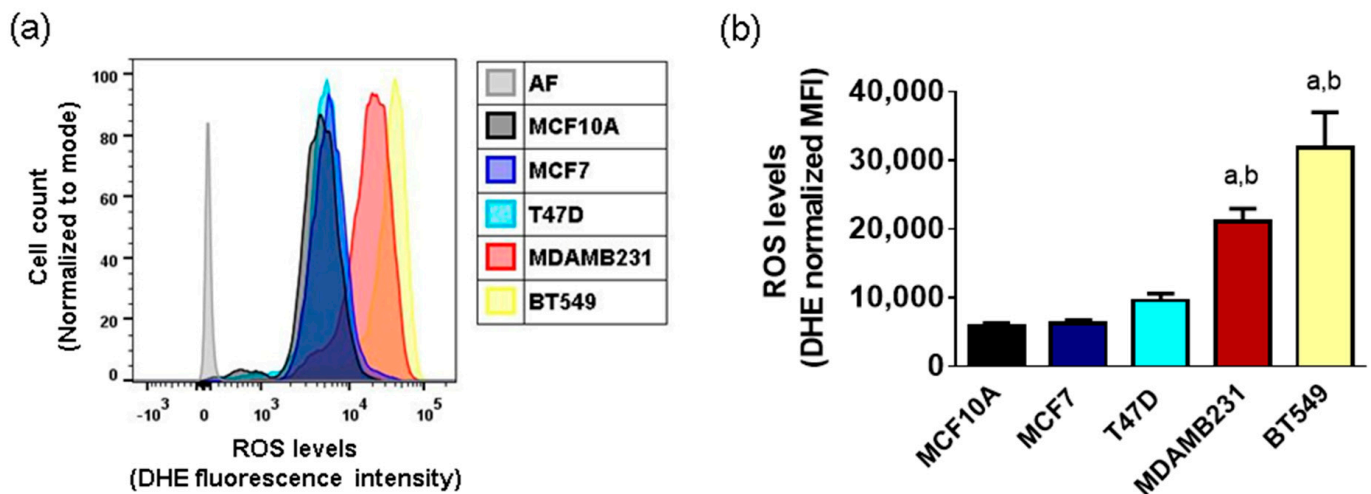 (a)
Cell count
(Normalized to mode)
100
80
60
40
20
0
-10³
0
10³
10⁴
10⁵
ROS levels
(DHE fluorescence intensity)
AF
MCF10A
MCF7
T47D
MDAMB231
BT549
(b)
ROS levels
(DHE normalized MFI)
40,000
30,000
20,000
10,000
0
a,b
a,b
MCF10A
MCF7
T47D
MDAMB231
BT549